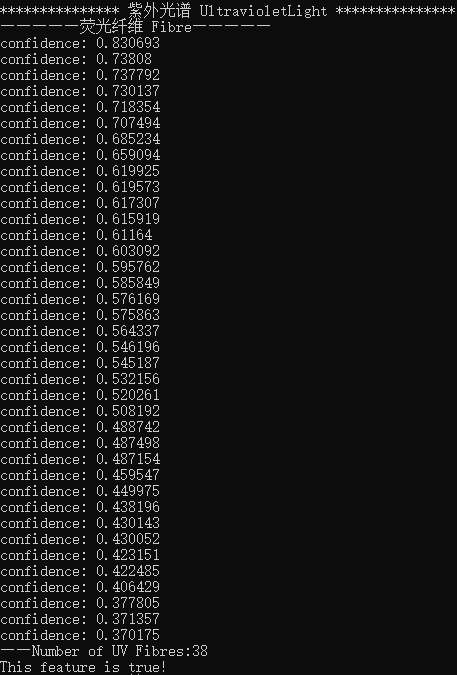 *************** 紫外光谱 UltravioletLight ***************
—————荧光纤维 Fibre—————
confidence: 0.830693
confidence: 0.73808
confidence: 0.737792
confidence: 0.730137
confidence: 0.718354
confidence: 0.707494
confidence: 0.685234
confidence: 0.659094
confidence: 0.619925
confidence: 0.619573
confidence: 0.617307
confidence: 0.615919
confidence: 0.61164
confidence: 0.603092
confidence: 0.595762
confidence: 0.585849
confidence: 0.576169
confidence: 0.575863
confidence: 0.564337
confidence: 0.546196
confidence: 0.545187
confidence: 0.532156
confidence: 0.520261
confidence: 0.508192
confidence: 0.488742
confidence: 0.487498
confidence: 0.487154
confidence: 0.459547
confidence: 0.449975
confidence: 0.438196
confidence: 0.430143
confidence: 0.430052
confidence: 0.423151
confidence: 0.422485
confidence: 0.406429
confidence: 0.377805
confidence: 0.371357
confidence: 0.370175
——Number of UV Fibres:38
This feature is true!